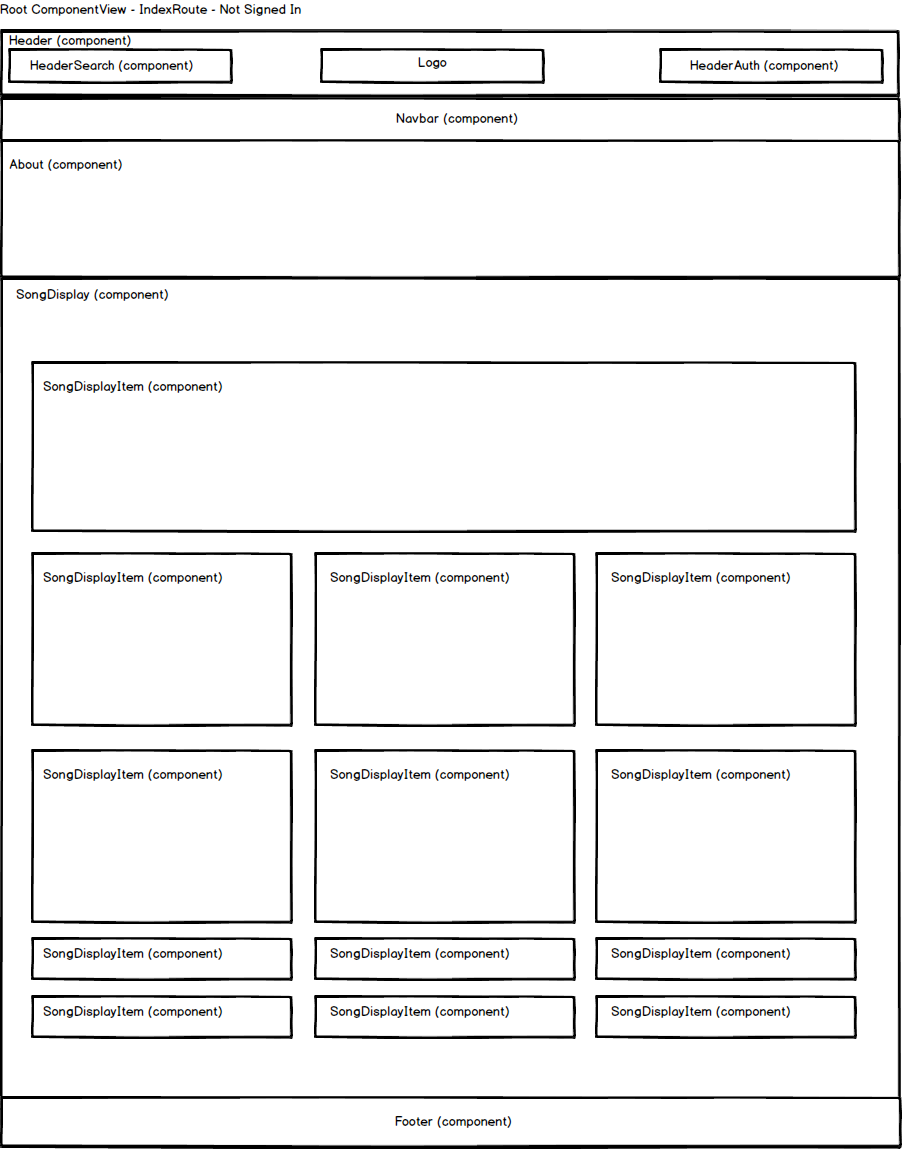 Root ComponentView - IndexRoute - Not Signed In
Header (component)
HeaderSearch (component)
Logo
HeaderAuth (component)
Navbar (component)
About (component)
SongDisplay (component)
SongDisplayItem (component)
SongDisplayItem (component)
SongDisplayItem (component)
SongDisplayItem (component)
SongDisplayItem (component)
SongDisplayItem (component)
SongDisplayItem (component)
SongDisplayItem (component)
SongDisplayItem (component)
SongDisplayItem (component)
SongDisplayItem (component)
SongDisplayItem (component)
SongDisplayItem (component)
Footer (component)